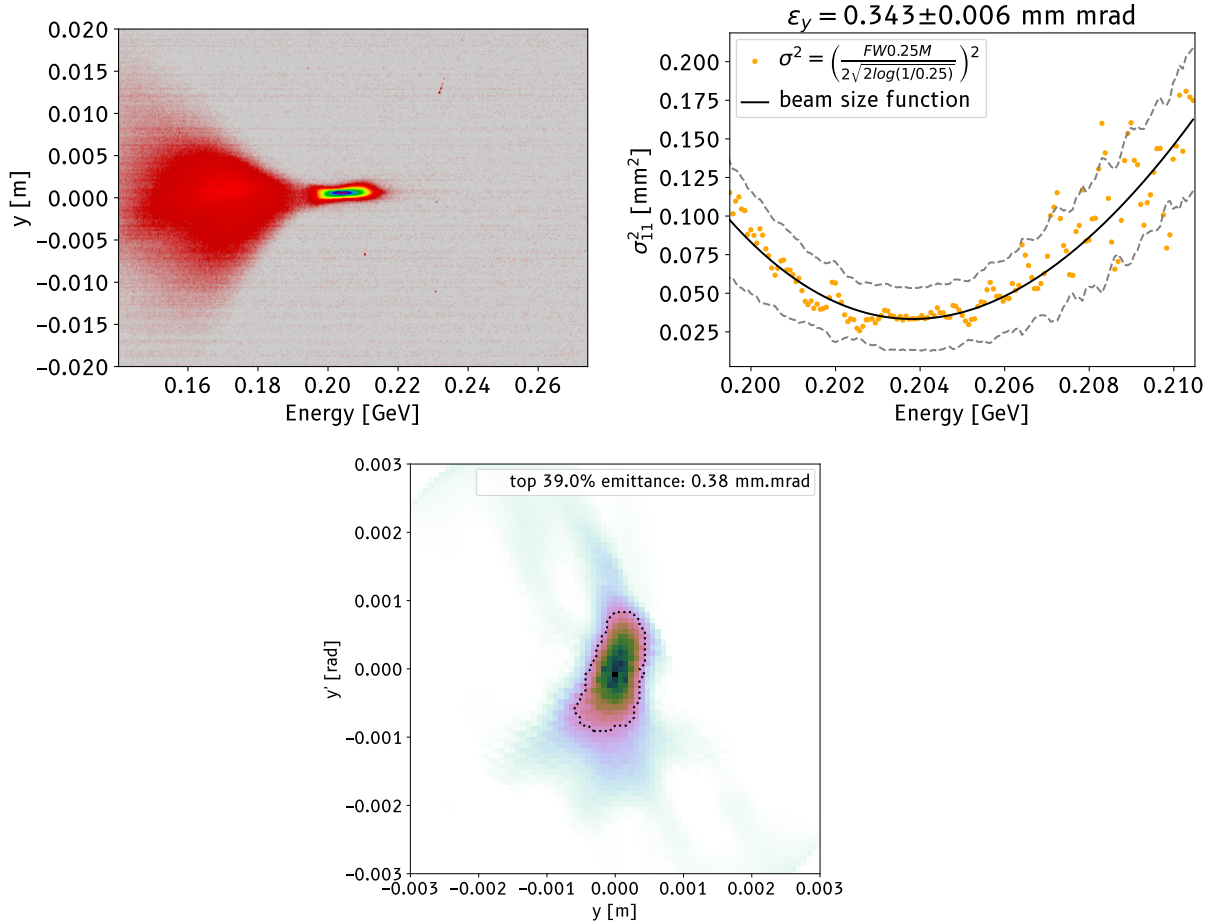 0.020
0.015
0.010
0.005
0.000
−0.005
−0.010
−0.015
−0.020
y [m]
0.16 0.18 0.20 0.22 0.24 0.26
Energy [GeV]
εy = 0.343±0.006 mm mrad
σ² = (FW0.25M / 2√2log(1/0.25))²
beam size function
0.200
0.175
0.150
0.125
0.100
0.075
0.050
0.025
σ²11 [mm²]
0.200 0.202 0.204 0.206 0.208 0.210
Energy [GeV]
top 39.0% emittance: 0.38 mm.mrad
0.003
0.002
0.001
0.000
−0.001
−0.002
−0.003
y' [rad]
−0.003 −0.002 −0.001 0.000 0.001 0.002 0.003
y [m]